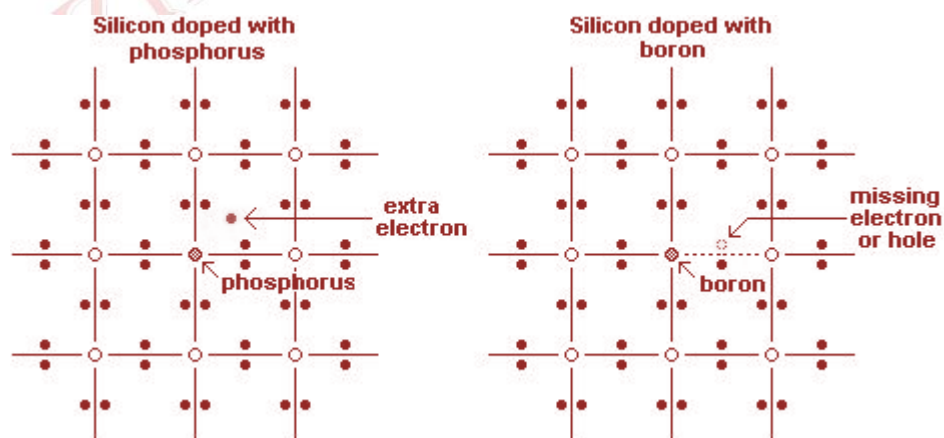 Silicon doped with
phosphorus
extra
electron
phosphorus
Silicon doped with
boron
missing
electron
or hole
boron